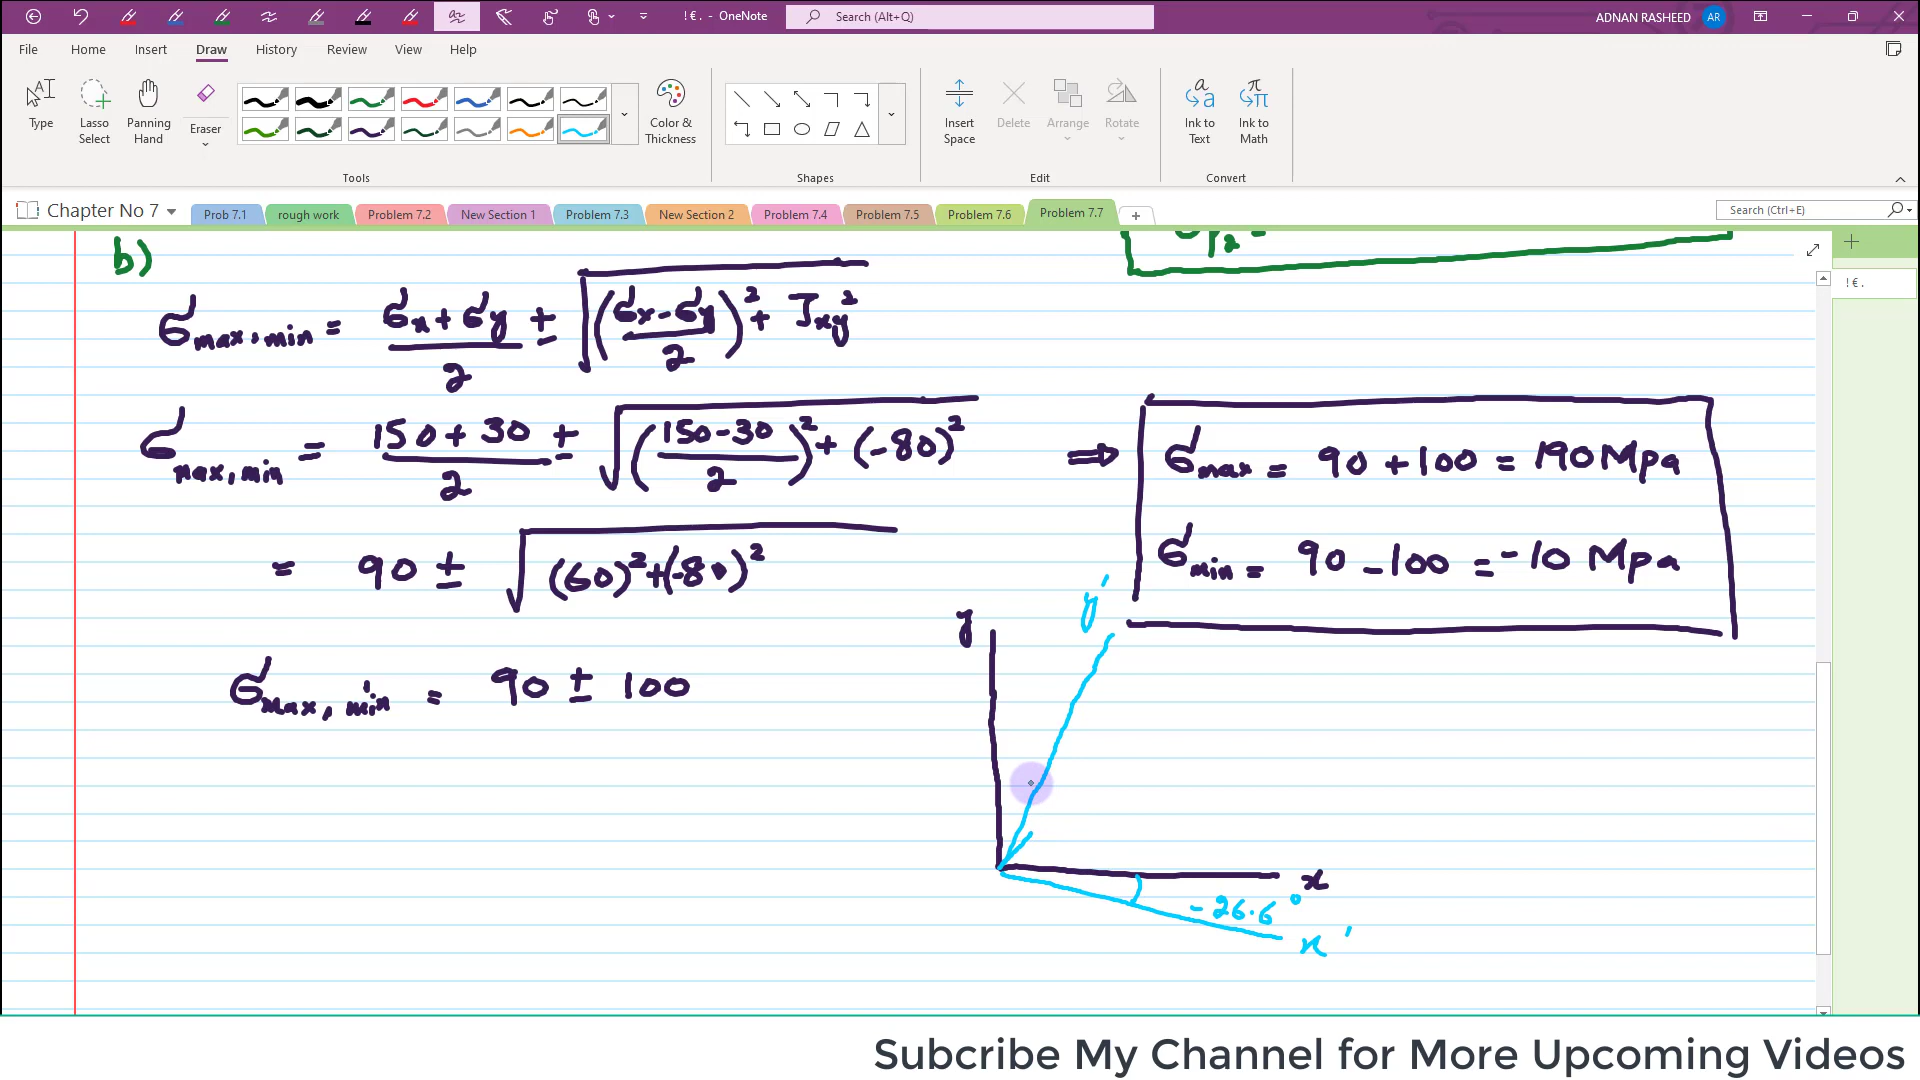 !€ . - OneNote
Search (Alt+Q)
ADNAN RASHEED
AR
File Home Insert Draw History Review View Help
Type
Lasso Select
Panning Hand
Eraser
Color & Thickness
Insert Space
Delete
Arrange
Rotate
Ink to Text
Ink to Math
Tools
Shapes
Edit
Convert
Chapter No 7
Prob 7.1
rough work
Problem 7.2
New Section 1
Problem 7.3
New Section 2
Problem 7.4
Problem 7.5
Problem 7.6
Problem 7.7
Search (Ctrl+E)
!€ .
b)
σmax,min = (σx + σy)/2 ± √(((σx - σy)/2)² + τxy²)
σmax,min = (150 + 30)/2 ± √(((150-30)/2)² + (-80)²)
= 90 ± √((60)² + (-80)²)
σmax,min = 90 ± 100
⇒ σmax = 90 + 100 = 190 Mpa
σmin = 90 - 100 = -10 Mpa
y
y'
x
-26.6°
x'
Subcribe My Channel for More Upcoming Videos